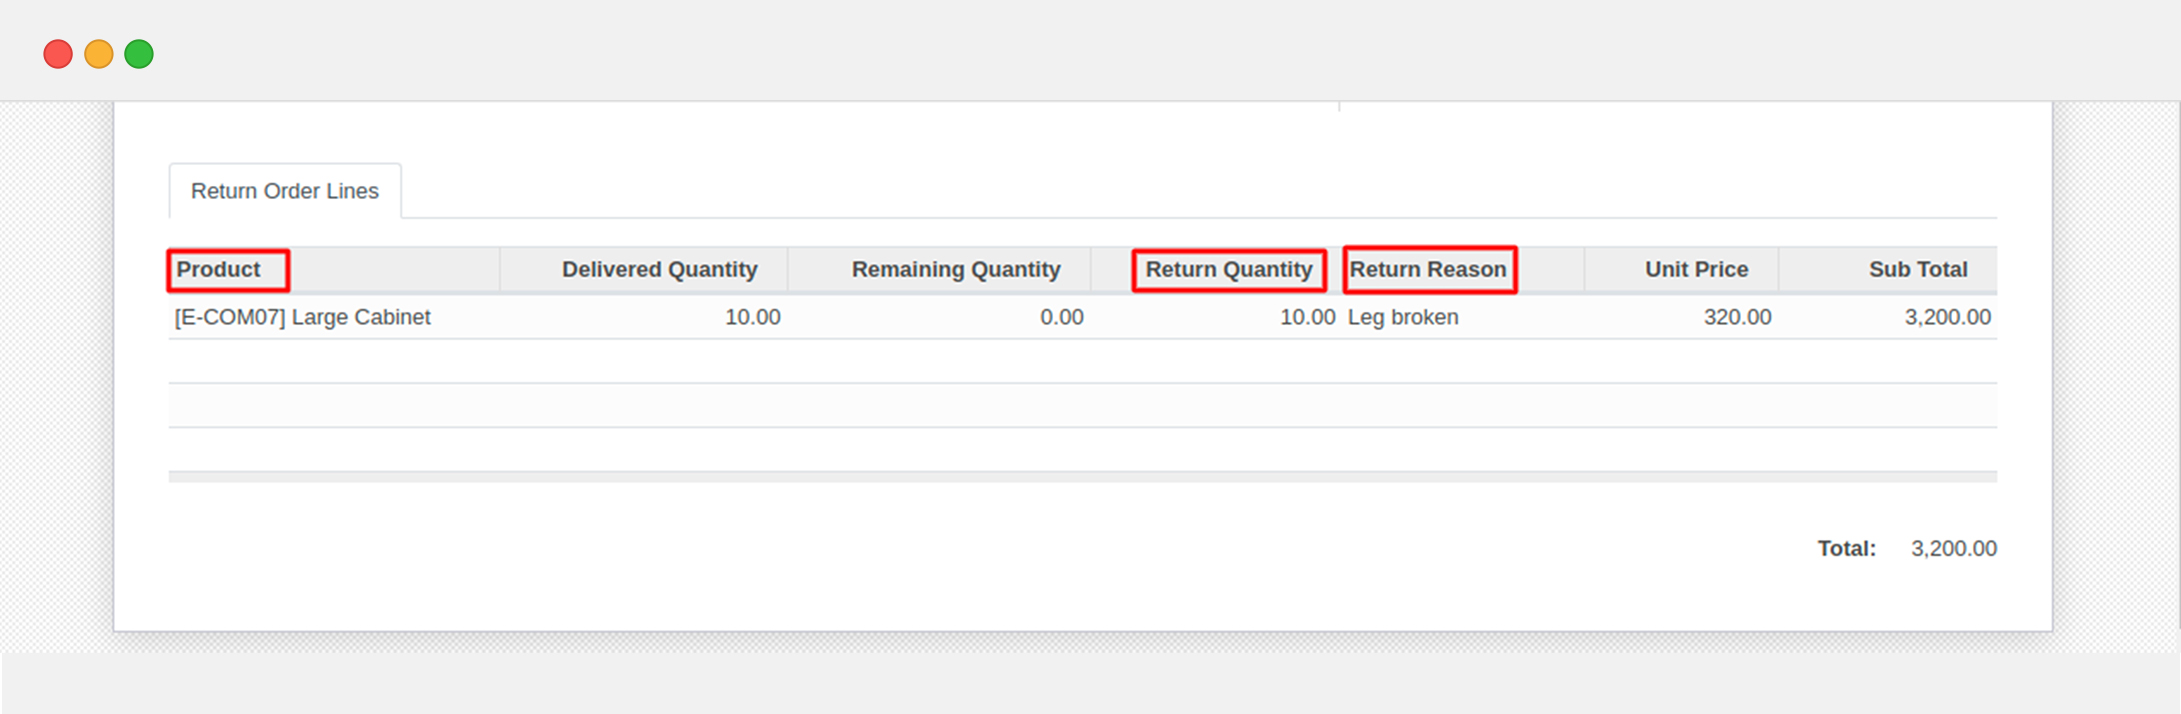 Return Order Lines
Product Delivered Quantity Remaining Quantity Return Quantity Return Reason Unit Price Sub Total
[E-COM07] Large Cabinet 10.00 0.00 10.00 Leg broken 320.00 3,200.00
Total: 3,200.00